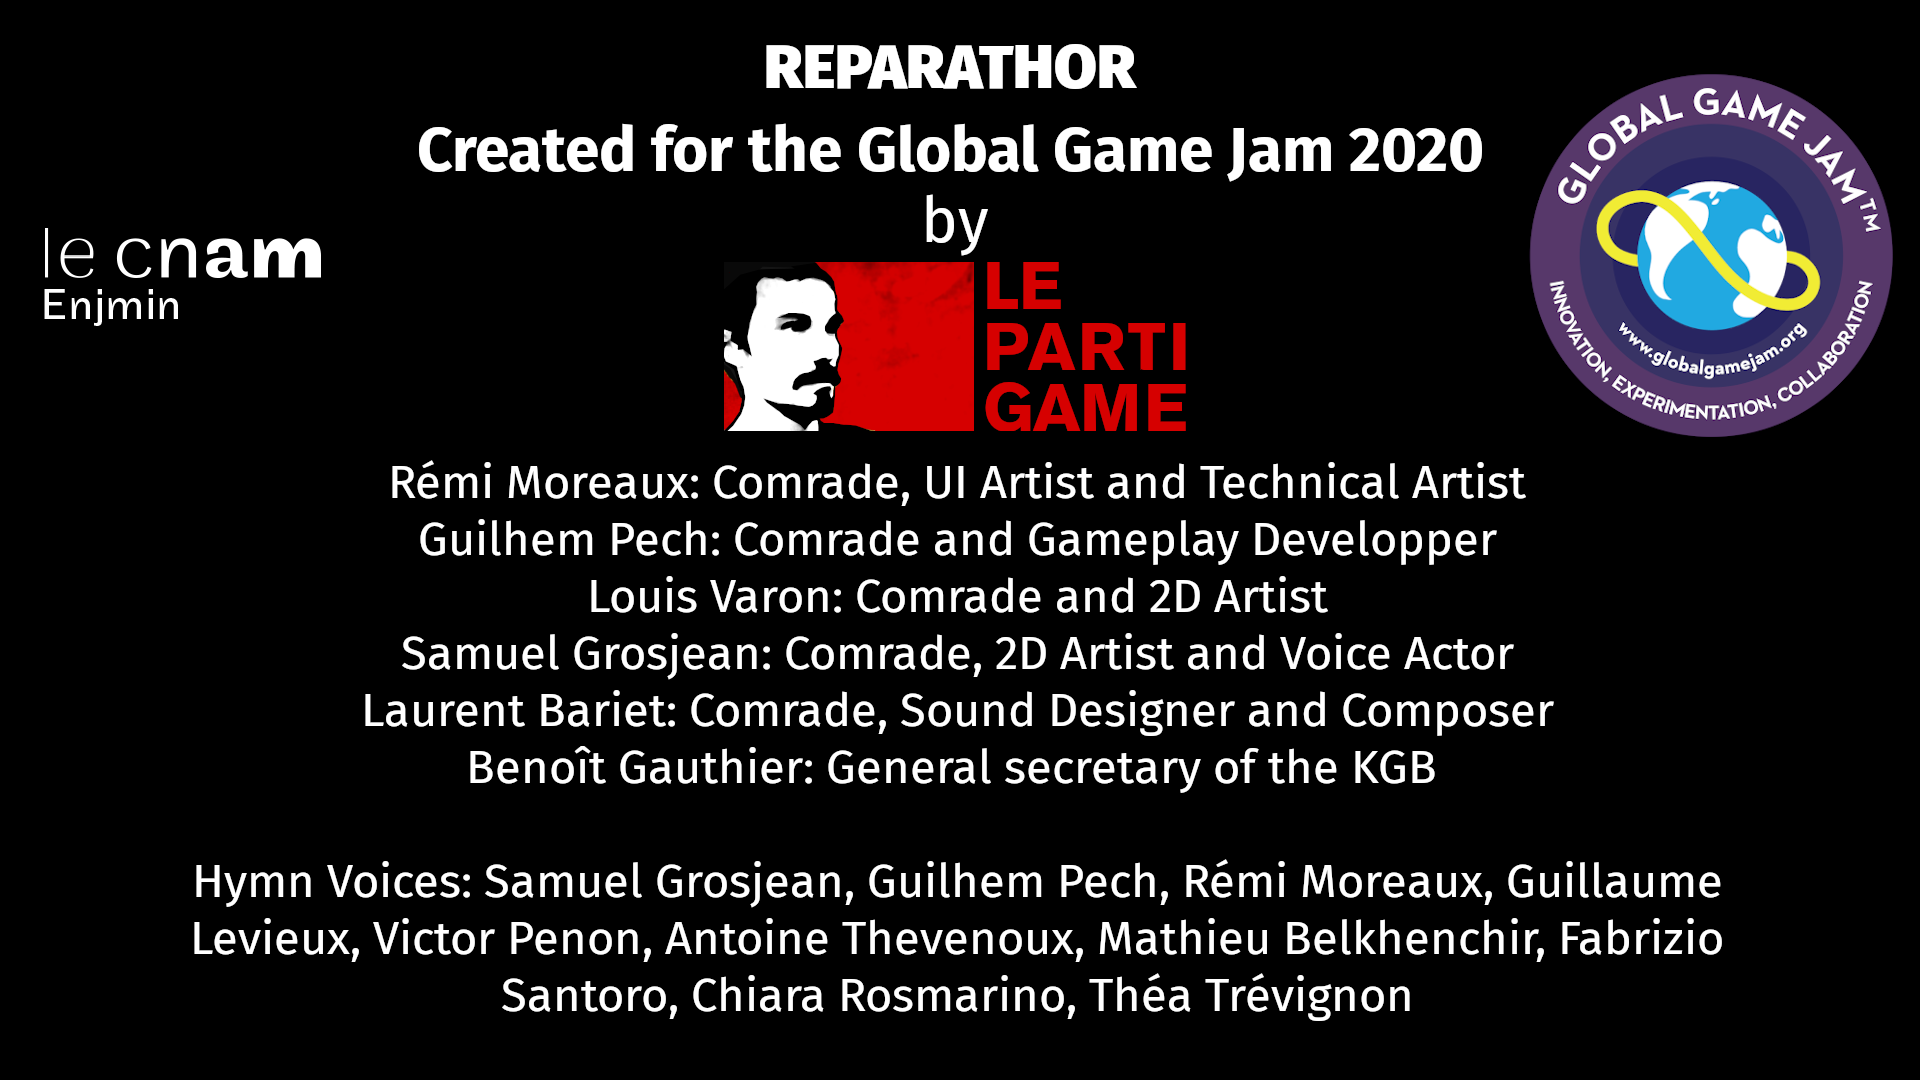 REPARATHOR
Created for the Global Game Jam 2020
by
le cnam
Enjmin
LE
PARTI
GAME
GLOBAL GAME JAM™
www.globalgamejam.org
INNOVATION, EXPERIMENTATION, COLLABORATION
Rémi Moreaux: Comrade, UI Artist and Technical Artist
Guilhem Pech: Comrade and Gameplay Developper
Louis Varon: Comrade and 2D Artist
Samuel Grosjean: Comrade, 2D Artist and Voice Actor
Laurent Bariet: Comrade, Sound Designer and Composer
Benoît Gauthier: General secretary of the KGB
Hymn Voices: Samuel Grosjean, Guilhem Pech, Rémi Moreaux, Guillaume
Levieux, Victor Penon, Antoine Thevenoux, Mathieu Belkhenchir, Fabrizio
Santoro, Chiara Rosmarino, Théa Trévignon